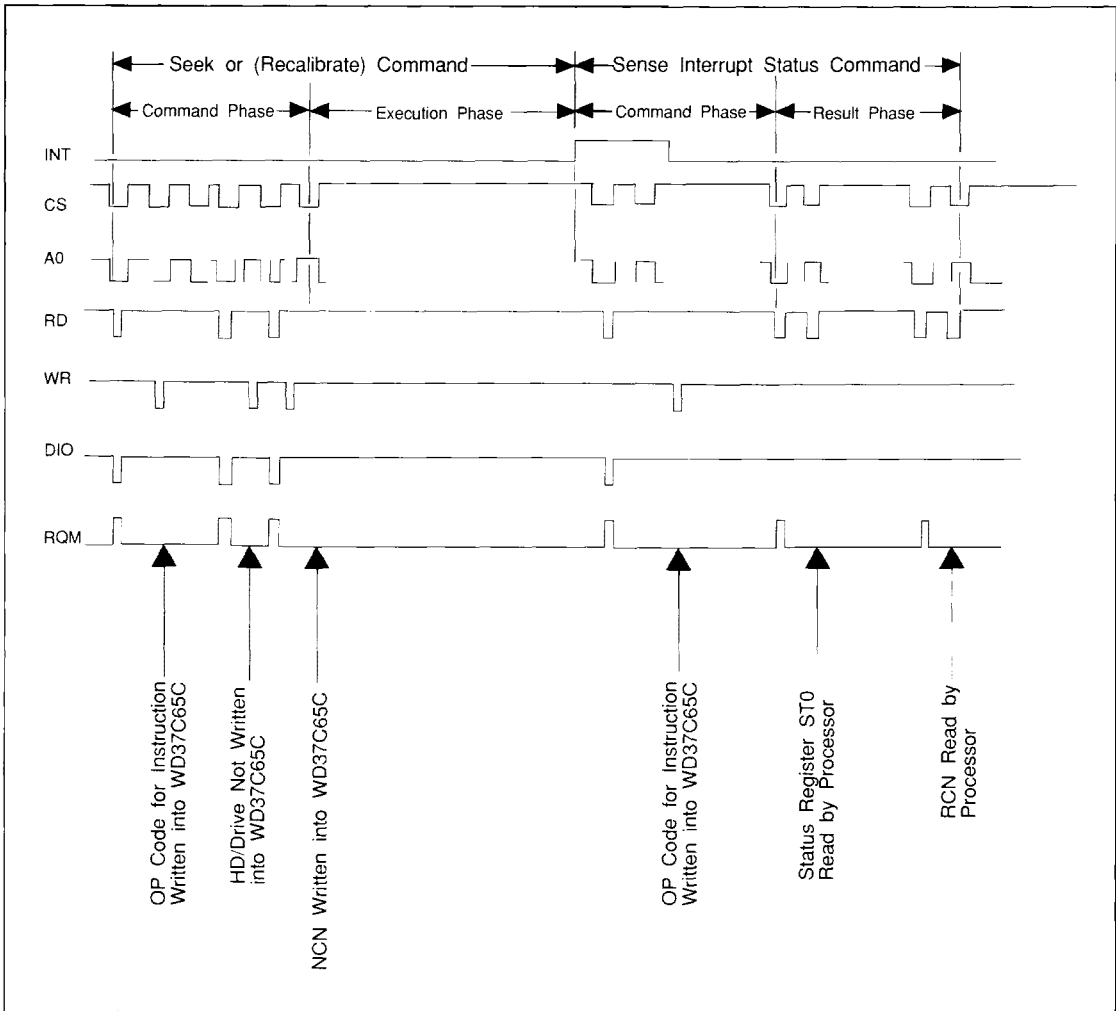 Seek or (Recalibrate) Command
Sense Interrupt Status Command
Command Phase
Execution Phase
Command Phase
Result Phase
INT
CS
A0
RD
WR
DIO
RQM
OP Code for Instruction
Written into WD37C65C
HD/Drive Not Written
into WD37C65C
NCN Written into WD37C65C
OP Code for Instruction
Written into WD37C65C
Status Register ST0
Read by Processor
RCN Read by
Processor